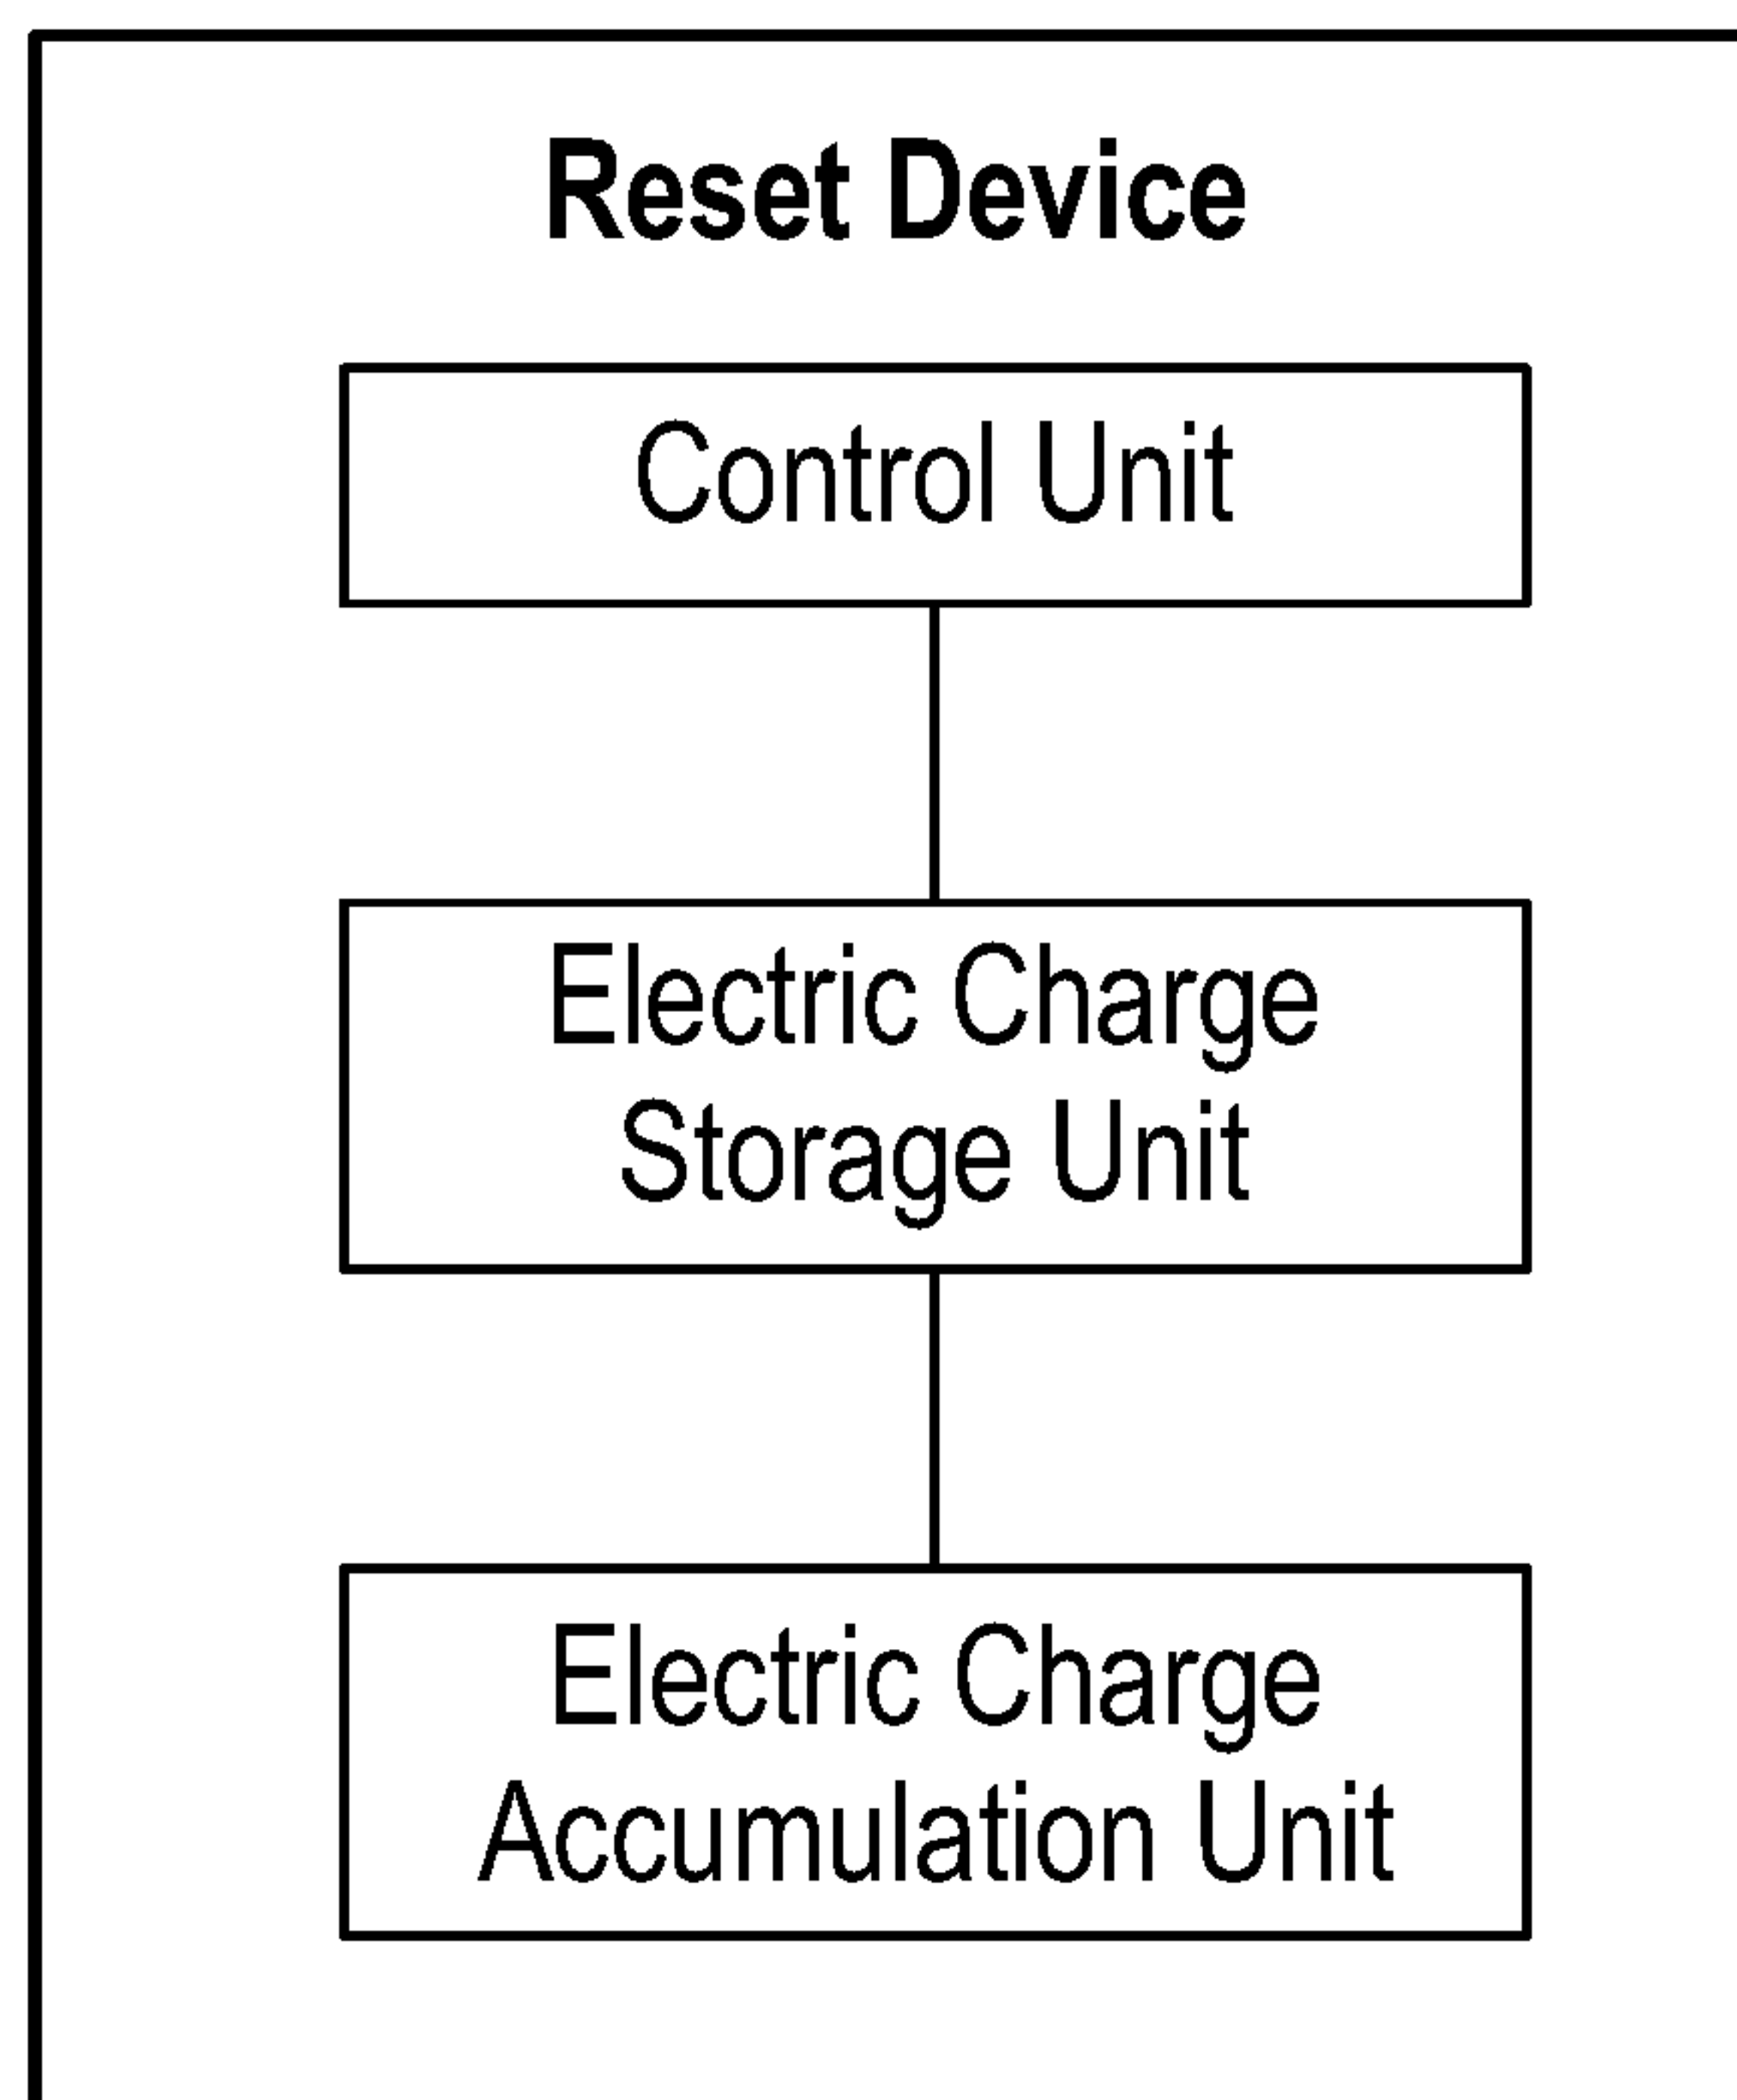 Reset Device
Control Unit
Electric Charge
Storage Unit
Electric Charge
Accumulation Unit